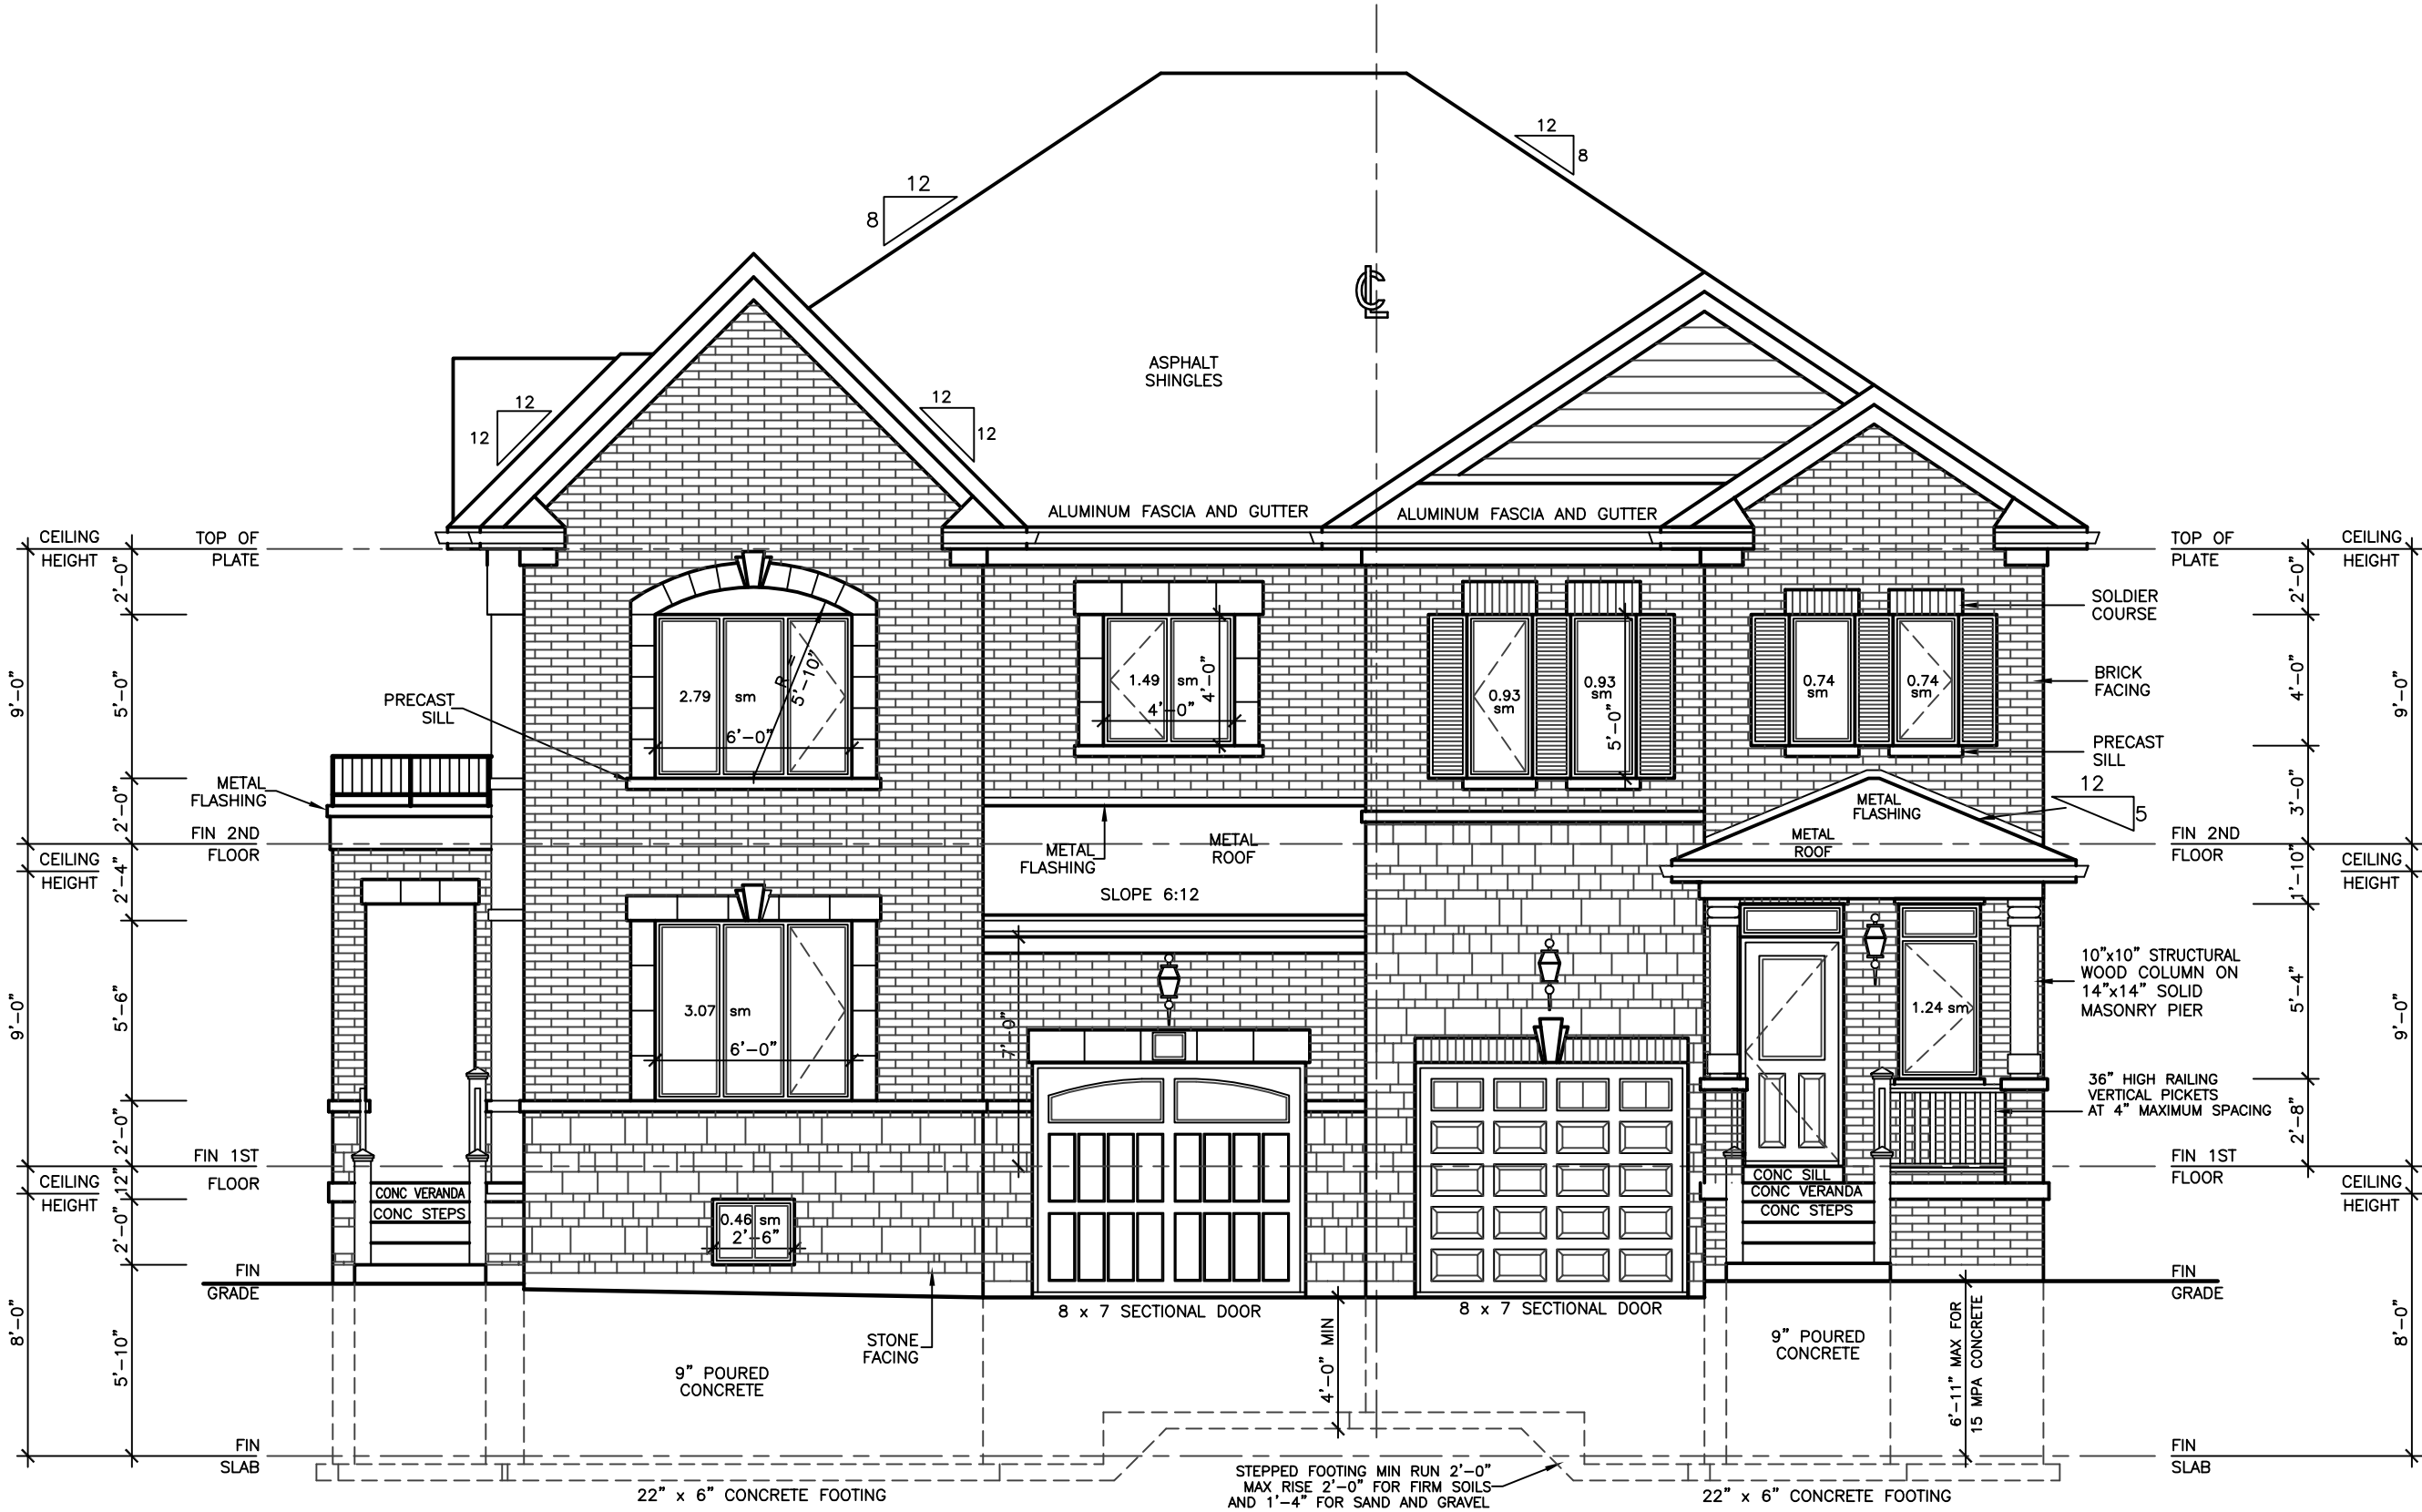 12
8
12
8
ASPHALT
SHINGLES
12
12
12
12
CL
ALUMINUM FASCIA AND GUTTER
ALUMINUM FASCIA AND GUTTER
CEILING
HEIGHT
TOP OF
PLATE
TOP OF
PLATE
CEILING
HEIGHT
2'-0"
5'-0"
2'-0"
9'-0"
2'-4"
5'-6"
2'-0"
9'-0"
12"
2'-0"
5'-10"
8'-0"
PRECAST
SILL
METAL
FLASHING
FIN 2ND
FLOOR
CEILING
HEIGHT
FIN 1ST
FLOOR
CEILING
HEIGHT
FIN
GRADE
FIN
SLAB
2.79 sm
R =
5'-10"
6'-0"
1.49 sm
4'-0"
4'-0"
0.93
sm
0.93
sm
5'-0"
0.74
sm
0.74
sm
SOLDIER
COURSE
BRICK
FACING
PRECAST
SILL
12
5
METAL
FLASHING
METAL
ROOF
METAL
FLASHING
METAL
ROOF
SLOPE 6:12
3.07 sm
6'-0"
7'-0"
1.24 sm
10"x10" STRUCTURAL
WOOD COLUMN ON
14"x14" SOLID
MASONRY PIER
36" HIGH RAILING
VERTICAL PICKETS
AT 4" MAXIMUM SPACING
CONC VERANDA
CONC STEPS
0.46 sm
2'-6"
CONC SILL
CONC VERANDA
CONC STEPS
8 x 7 SECTIONAL DOOR
8 x 7 SECTIONAL DOOR
STONE
FACING
9" POURED
CONCRETE
4'-0" MIN
9" POURED
CONCRETE
6'-11" MAX FOR
15 MPA CONCRETE
22" x 6" CONCRETE FOOTING
STEPPED FOOTING MIN RUN 2'-0"
MAX RISE 2'-0" FOR FIRM SOILS
AND 1'-4" FOR SAND AND GRAVEL
22" x 6" CONCRETE FOOTING
FIN 2ND
FLOOR
CEILING
HEIGHT
FIN 1ST
FLOOR
CEILING
HEIGHT
FIN
GRADE
FIN
SLAB
2'-0"
4'-0"
3'-0"
9'-0"
1'-10"
5'-4"
2'-8"
9'-0"
8'-0"